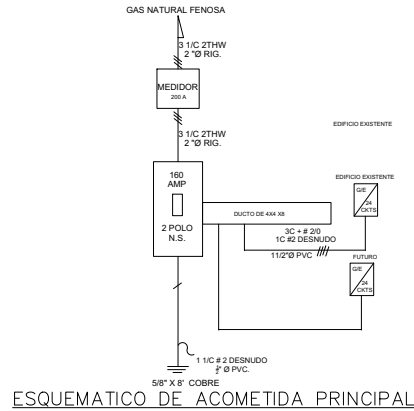 GAS NATURAL FENOSA
3 1/C 2THW
2 "Ø RIG.
MEDIDOR
200 A
3 1/C 2THW
2 "Ø RIG.
EDIFICIO EXISTENTE
160
AMP
2 POLO
N.S.
DUCTO DE 4X4 X8
EDIFICIO EXISTENTE
G/E
24
CKTS
3C + # 2/0
1C #2 DESNUDO
11/2"Ø PVC
FUTURO
G/E
24
CKTS
1 1/C # 2 DESNUDO
Ø PVC.
5/8" X 8' COBRE
ESQUEMATICO DE ACOMETIDA PRINCIPAL